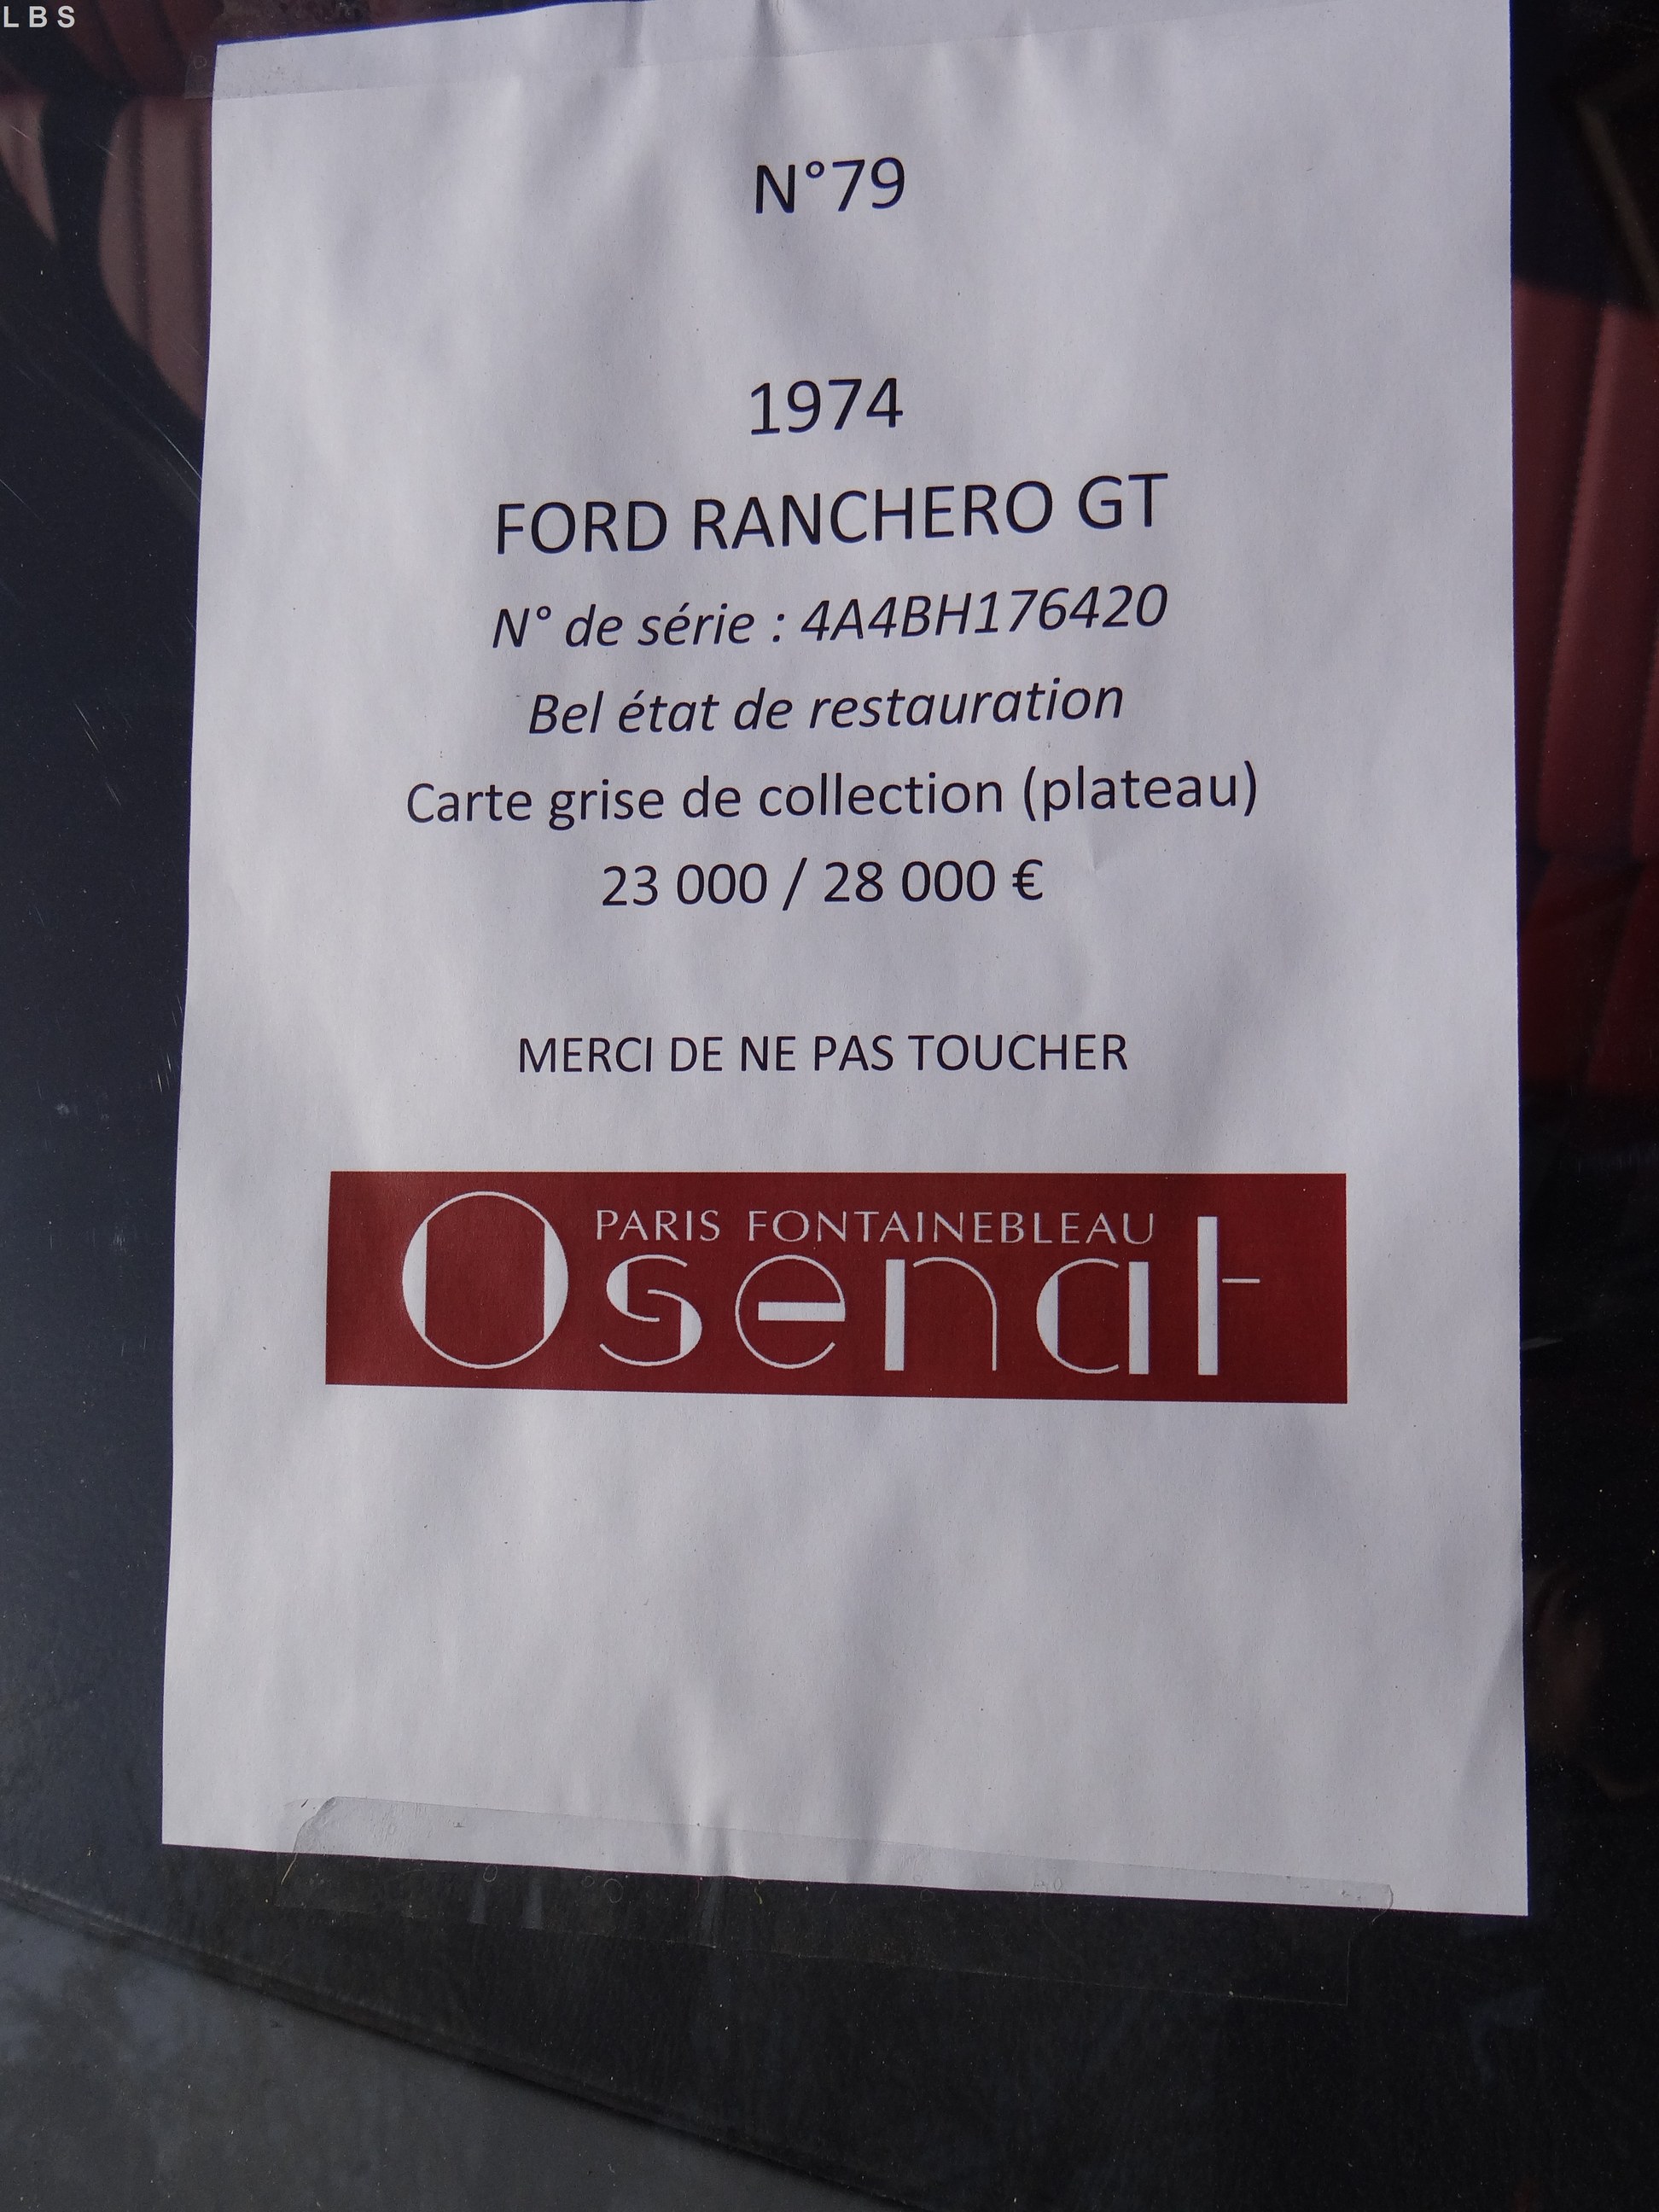 LBS
N°79
1974
FORD RANCHERO GT
N° de série : 4A4BH176420
Bel état de restauration
Carte grise de collection (plateau)
23 000 / 28 000 €
MERCI DE NE PAS TOUCHER
PARIS FONTAINEBLEAU
Osenat